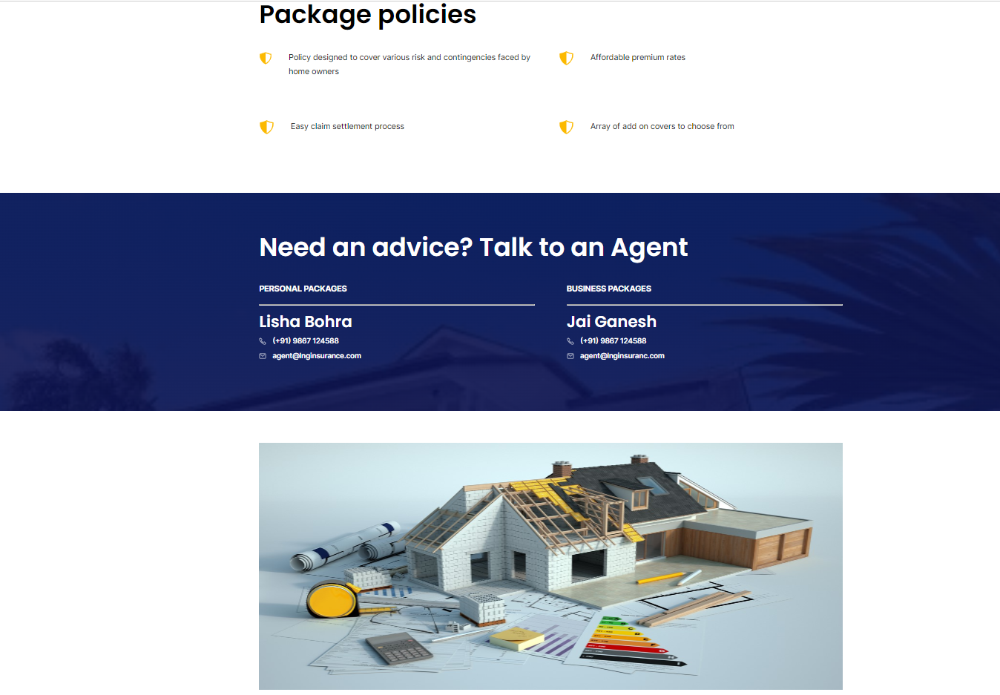 Package policies
Policy designed to cover various risk and contingencies faced by
home owners
Affordable premium rates
Easy claim settlement process
Array of add on covers to choose from
Need an advice? Talk to an Agent
PERSONAL PACKAGES
Lisha Bohra
(+91) 9867 124588
agent@lnginsurance.com
BUSINESS PACKAGES
Jai Ganesh
(+91) 9867 124588
agent@lnginsuranc.com